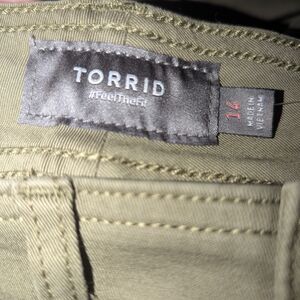 TORRID
#FeelTheFit
14
MADE IN
VIETNAM